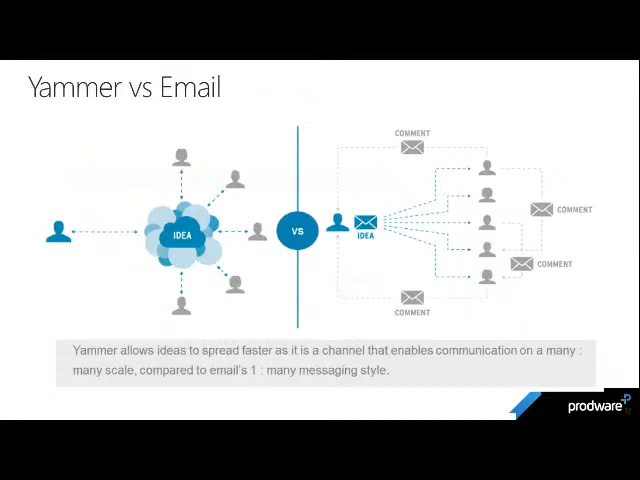 Yammer vs Email
COMMENT
IDEA
VS
IDEA
COMMENT
COMMENT
COMMENT
Yammer allows ideas to spread faster as it is a channel that enables communication on a many :
many scale, compared to email's 1 : many messaging style.
prodware